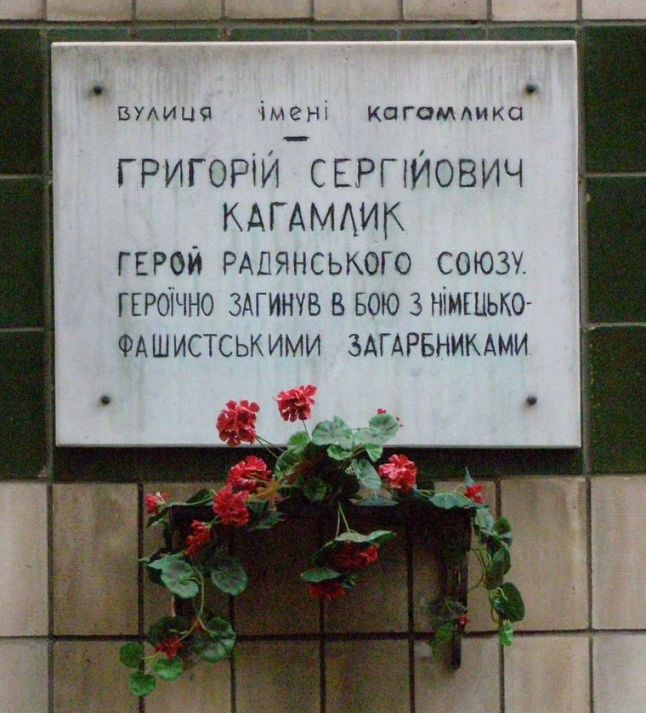 вулиця імені кагамлика
—
ГРИГОРІЙ СЕРГІЙОВИЧ
КАГАМЛИК
ГЕРОЙ РАДЯНСЬКОГО СОЮЗУ.
ГЕРОЇЧНО ЗАГИНУВ В БОЮ З НІМЕЦЬКО-
ФАШИСТСЬКИМИ ЗАГАРБНИКАМИ